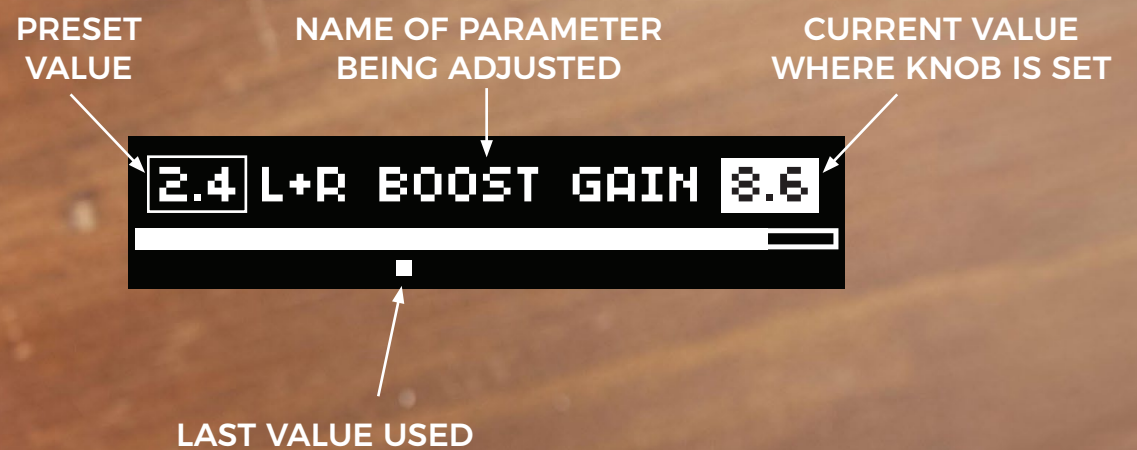 PRESET
VALUE
NAME OF PARAMETER
BEING ADJUSTED
CURRENT VALUE
WHERE KNOB IS SET
2.4 L+R BOOST GAIN 8.6
LAST VALUE USED